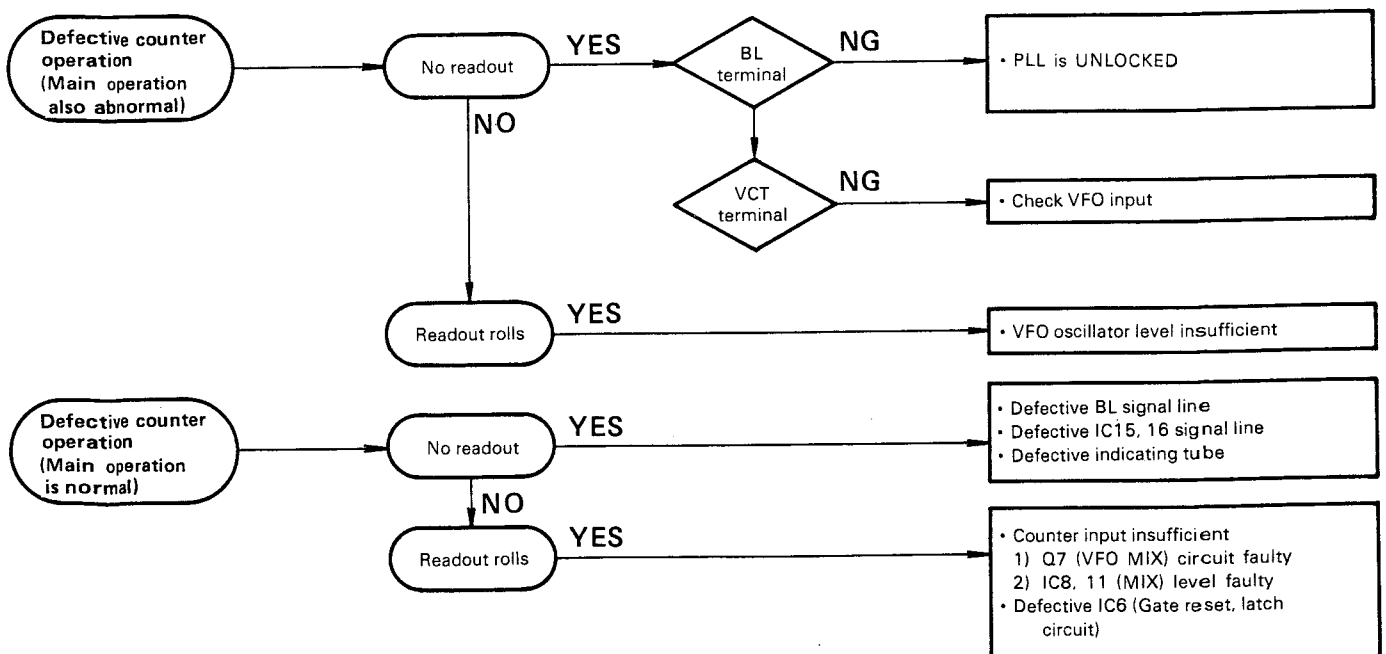 Defective counter
operation
(Main operation
also abnormal)
No readout
YES
BL
terminal
NG
• PLL is UNLOCKED
NO
VCT
terminal
NG
• Check VFO input
Readout rolls
YES
• VFO oscillator level insufficient
Defective counter
operation
(Main operation
is normal)
No readout
YES
• Defective BL signal line
• Defective IC15, 16 signal line
• Defective indicating tube
NO
Readout rolls
YES
• Counter input insufficient
1) Q7 (VFO MIX) circuit faulty
2) IC8, 11 (MIX) level faulty
• Defective IC6 (Gate reset, latch
circuit)